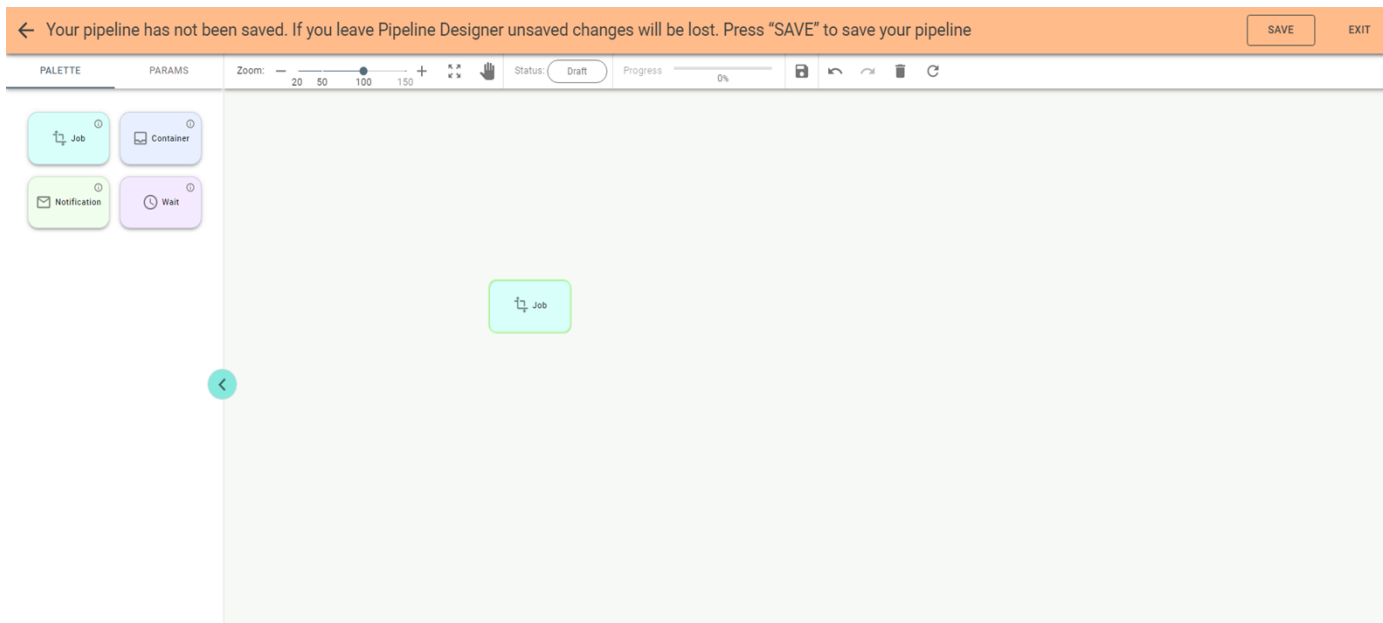 Your pipeline has not been saved. If you leave Pipeline Designer unsaved changes will be lost. Press “SAVE” to save your pipeline
SAVE
EXIT
PALETTE
PARAMS
Zoom:
20 50 100 150
Status: Draft
Progress
0%
Job
Container
Notification
Wait
Job